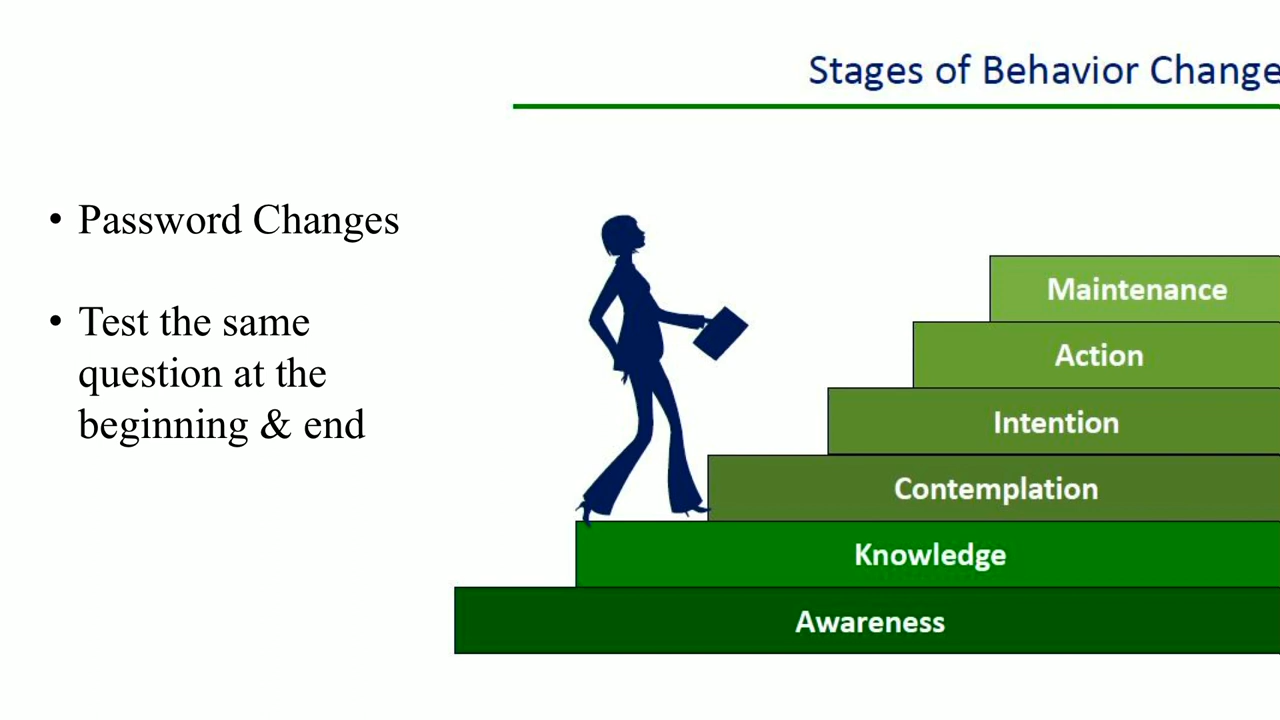 Stages of Behavior Change
• Password Changes
• Test the same
question at the
beginning & end
Maintenance
Action
Intention
Contemplation
Knowledge
Awareness